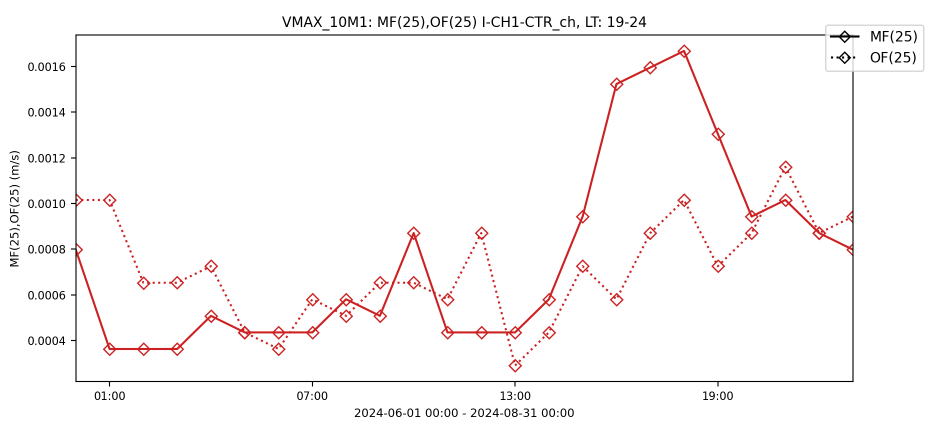 VMAX_10M1: MF(25),OF(25) I-CH1-CTR_ch, LT: 19-24
MF(25)
OF(25)
MF(25),OF(25) (m/s)
0.0016
0.0014
0.0012
0.0010
0.0008
0.0006
0.0004
01:00 07:00 13:00 19:00
2024-06-01 00:00 - 2024-08-31 00:00